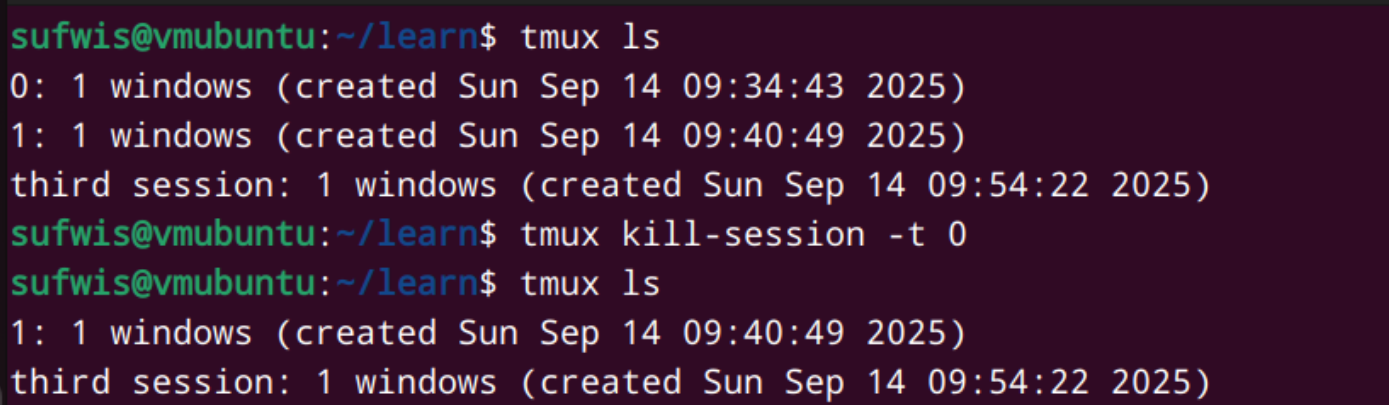 sufwis@vmubuntu:~/learn$ tmux ls
0: 1 windows (created Sun Sep 14 09:34:43 2025)
1: 1 windows (created Sun Sep 14 09:40:49 2025)
third session: 1 windows (created Sun Sep 14 09:54:22 2025)
sufwis@vmubuntu:~/learn$ tmux kill-session -t 0
sufwis@vmubuntu:~/learn$ tmux ls
1: 1 windows (created Sun Sep 14 09:40:49 2025)
third session: 1 windows (created Sun Sep 14 09:54:22 2025)